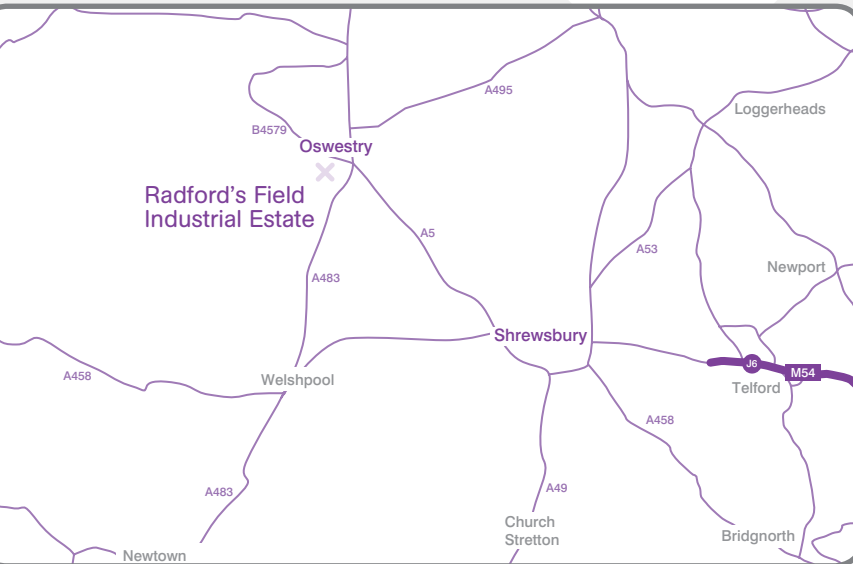 A495
Loggerheads
B4579
Oswestry
Radford's Field
Industrial Estate
A5
A53
Newport
A483
Shrewsbury
J6
M54
A458
Welshpool
Telford
A458
A483
A49
Church
Stretton
Bridgnorth
Newtown